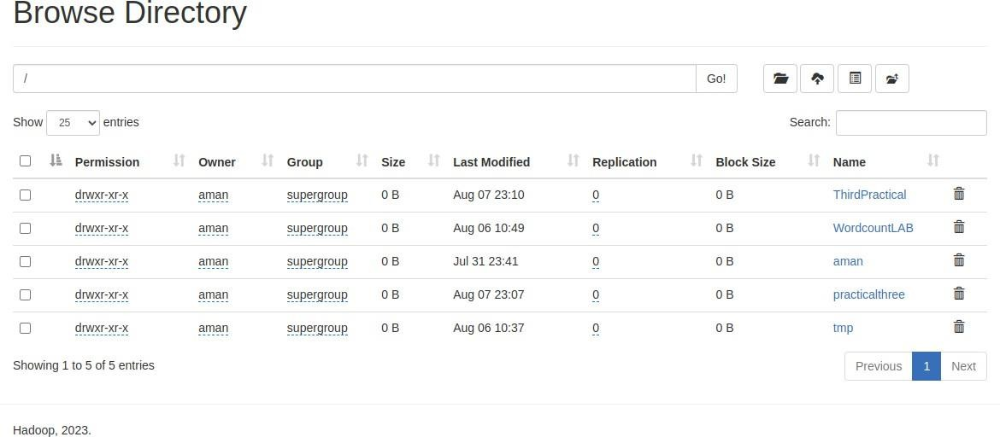 Browse Directory
/ Go!
Show 25 entries Search:
Permission Owner Group Size Last Modified Replication Block Size Name
drwxr-xr-x aman supergroup 0 B Aug 07 23:10 0 0 B ThirdPractical
drwxr-xr-x aman supergroup 0 B Aug 06 10:49 0 0 B WordcountLAB
drwxr-xr-x aman supergroup 0 B Jul 31 23:41 0 0 B aman
drwxr-xr-x aman supergroup 0 B Aug 07 23:07 0 0 B practicalthree
drwxr-xr-x aman supergroup 0 B Aug 06 10:37 0 0 B tmp
Showing 1 to 5 of 5 entries Previous 1 Next
Hadoop, 2023.